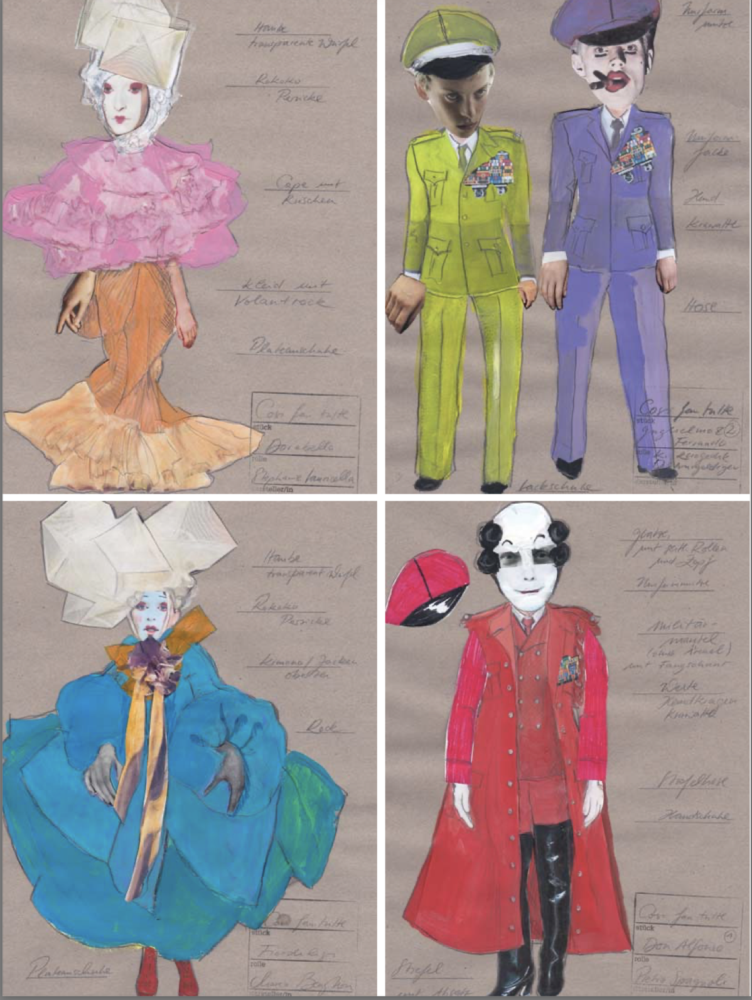 Haube
transparente Würfel
Rokoko
Perücke
Cape mit
Rüschen
Kleid mit
Volantrock
Plateauschuhe
Cosi fan tutte
stück
Dorabella
rolle
Stéphanie Lauricella
darsteller/in
Uniform
mütze
Uniform-
jacke
Hemd
Krawatte
Hose
Lackschuhe
Cosi fan tutte
stück
Guglielmo & 2
Ferrando
rolle
Haube
transparent Würfel
Rokoko
Perücke
Kimono / Jacken
Rock
Plateauschuhe
Cosi fan tutte
stück
Fiordiligi
rolle
darsteller/in
Glatze,
mit seitl. Rollen
und Zopf
Uniformmütze
Militär-
mantel
(ohne Ärmel)
mit Fangschnur
Weste
Hemdkragen
Krawatte
Stiefelhose
Handschuhe
Stiefel
mit Absatz
Cosi fan tutte
stück
Don Alfonso
rolle
Pietro Spagnoli
darsteller/in